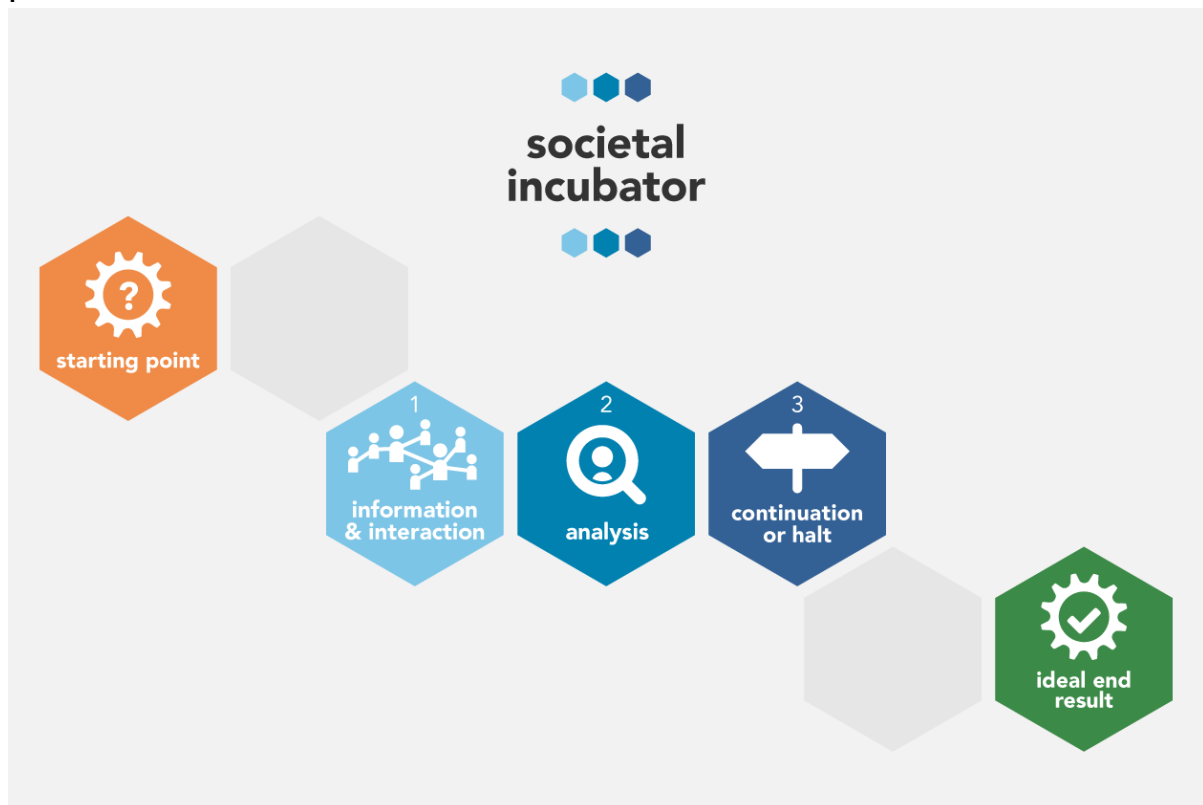 societal
incubator
?
starting point
1
information
& interaction
2
analysis
3
continuation
or halt
ideal end
result